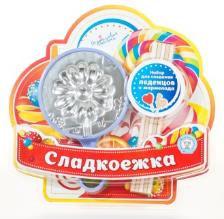 Набор для создания
леденцов
и мармелада
Сладкоежка